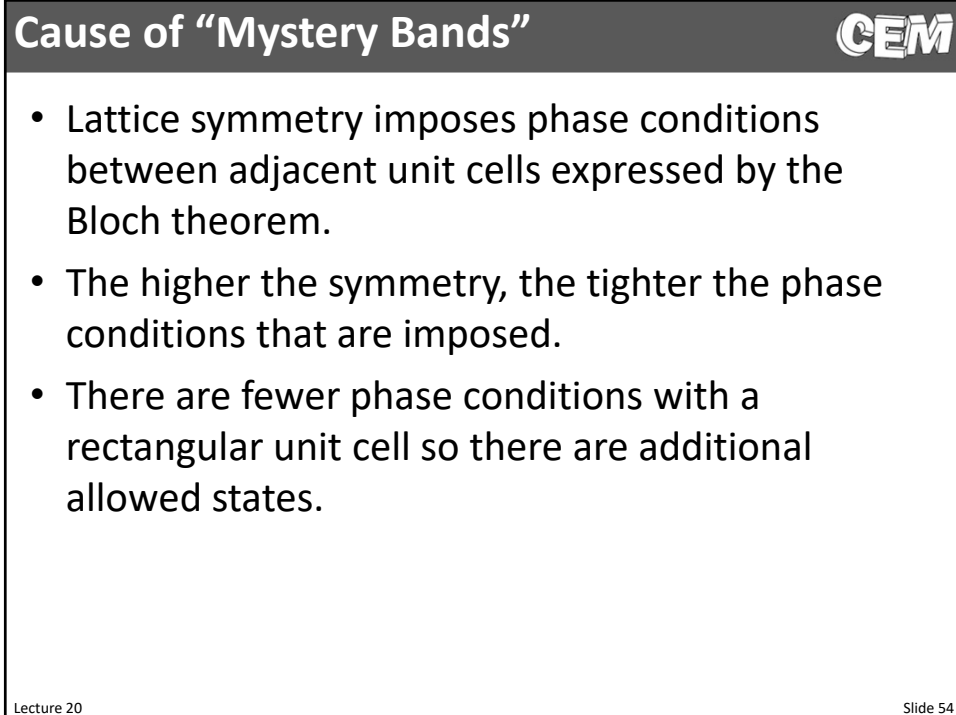 Cause of “Mystery Bands”
CEM
• Lattice symmetry imposes phase conditions
between adjacent unit cells expressed by the
Bloch theorem.
• The higher the symmetry, the tighter the phase
conditions that are imposed.
• There are fewer phase conditions with a
rectangular unit cell so there are additional
allowed states.
Lecture 20
Slide 54